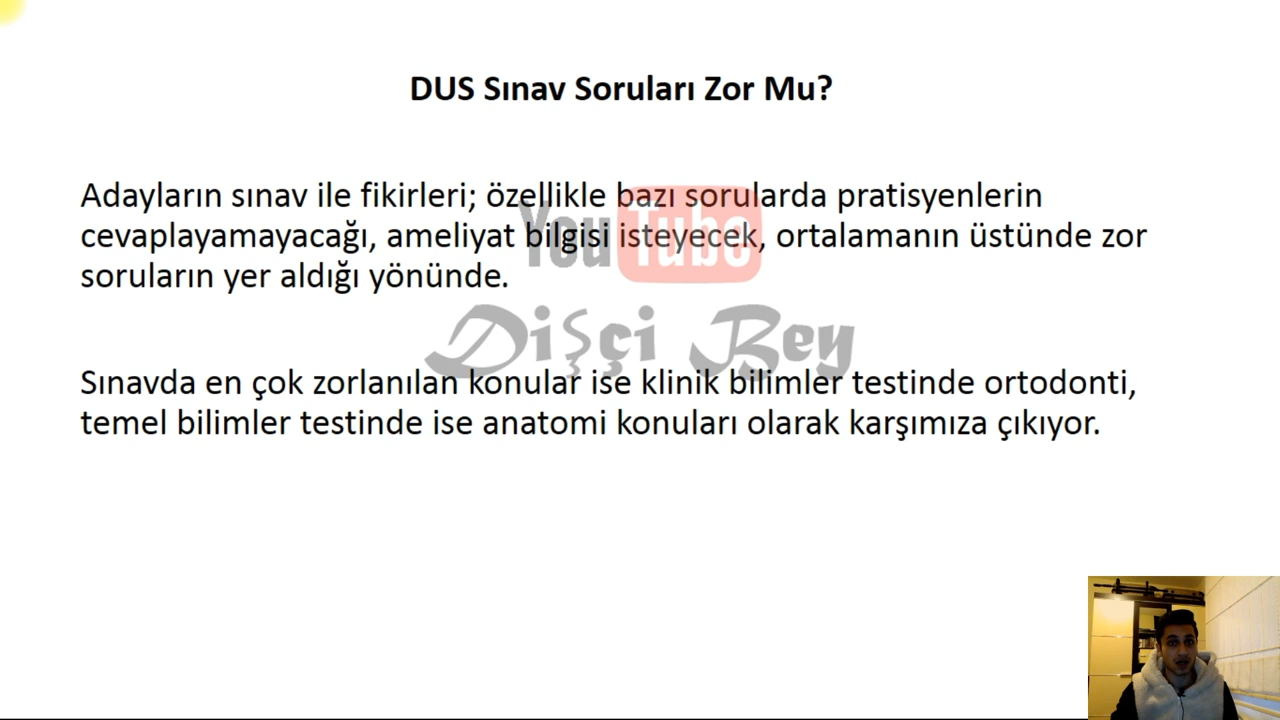 DUS Sınav Soruları Zor Mu?
Adayların sınav ile fikirleri; özellikle bazı sorularda pratisyenlerin
cevaplayamayacağı, ameliyat bilgisi isteyecek, ortalamanın üstünde zor
soruların yer aldığı yönünde.
YouTube
Dişçi Bey
Sınavda en çok zorlanılan konular ise klinik bilimler testinde ortodonti,
temel bilimler testinde ise anatomi konuları olarak karşımıza çıkıyor.